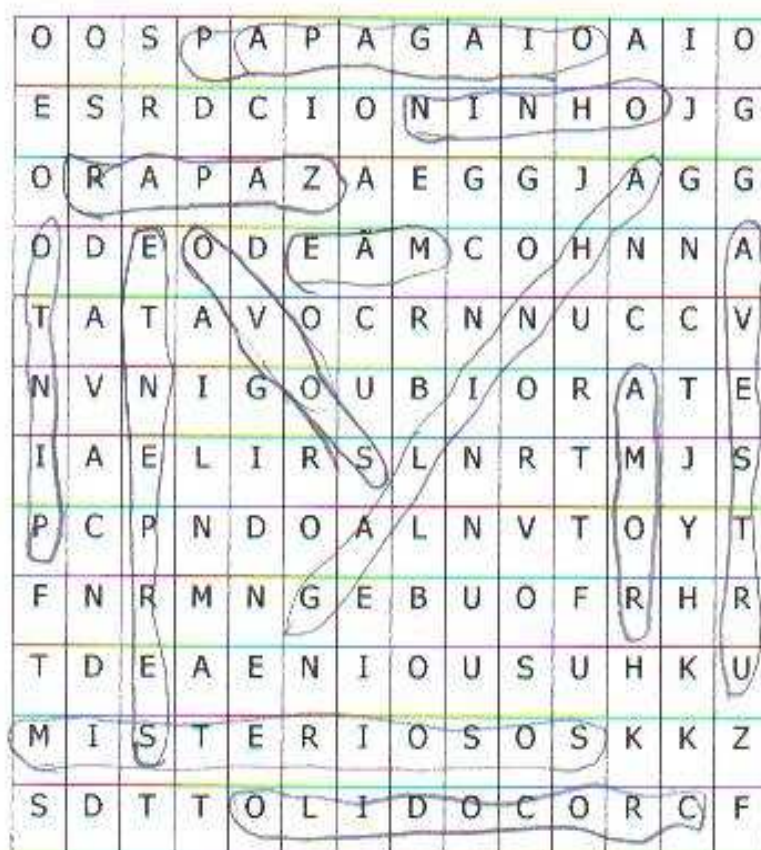 O O S P A P A G A I O A I O
E S R D C I O N I N H O J G
O R A P A Z A E G G J A G G
O D E O D E Ã M C O H N N A
T A T A V O C R N N U C C V
N V N I G O U B I O R A T E
I A E L I R S L N R T M J S
P C P N D O A L N V T O Y T
F N R M N G E B U O F R H R
T D E A E N I O U S U H K U
M I S T E R I O S O S K K Z
S D T T O L I D O C O R C F